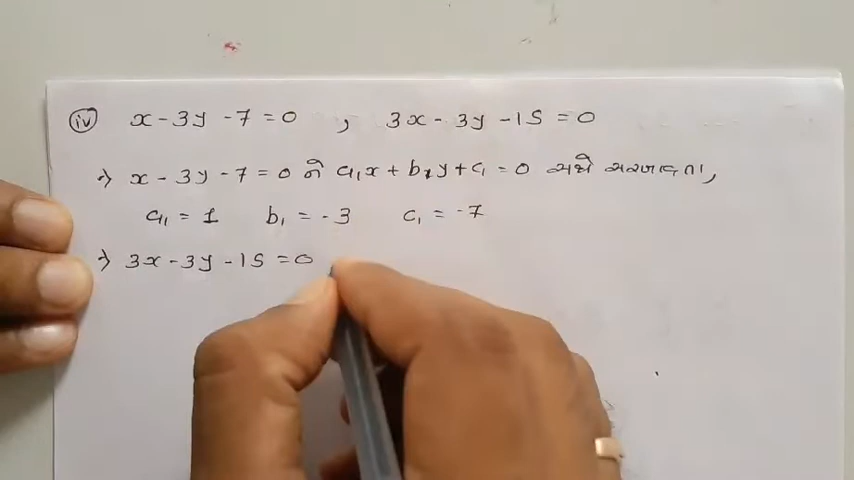 (iv) x - 3y - 7 = 0 , 3x - 3y - 15 = 0
→ x - 3y - 7 = 0 ને a₁x + b₁y + c₁ = 0 સાથે સરખાવતા,
a₁ = 1 b₁ = -3 c₁ = -7
→ 3x - 3y - 15 = 0